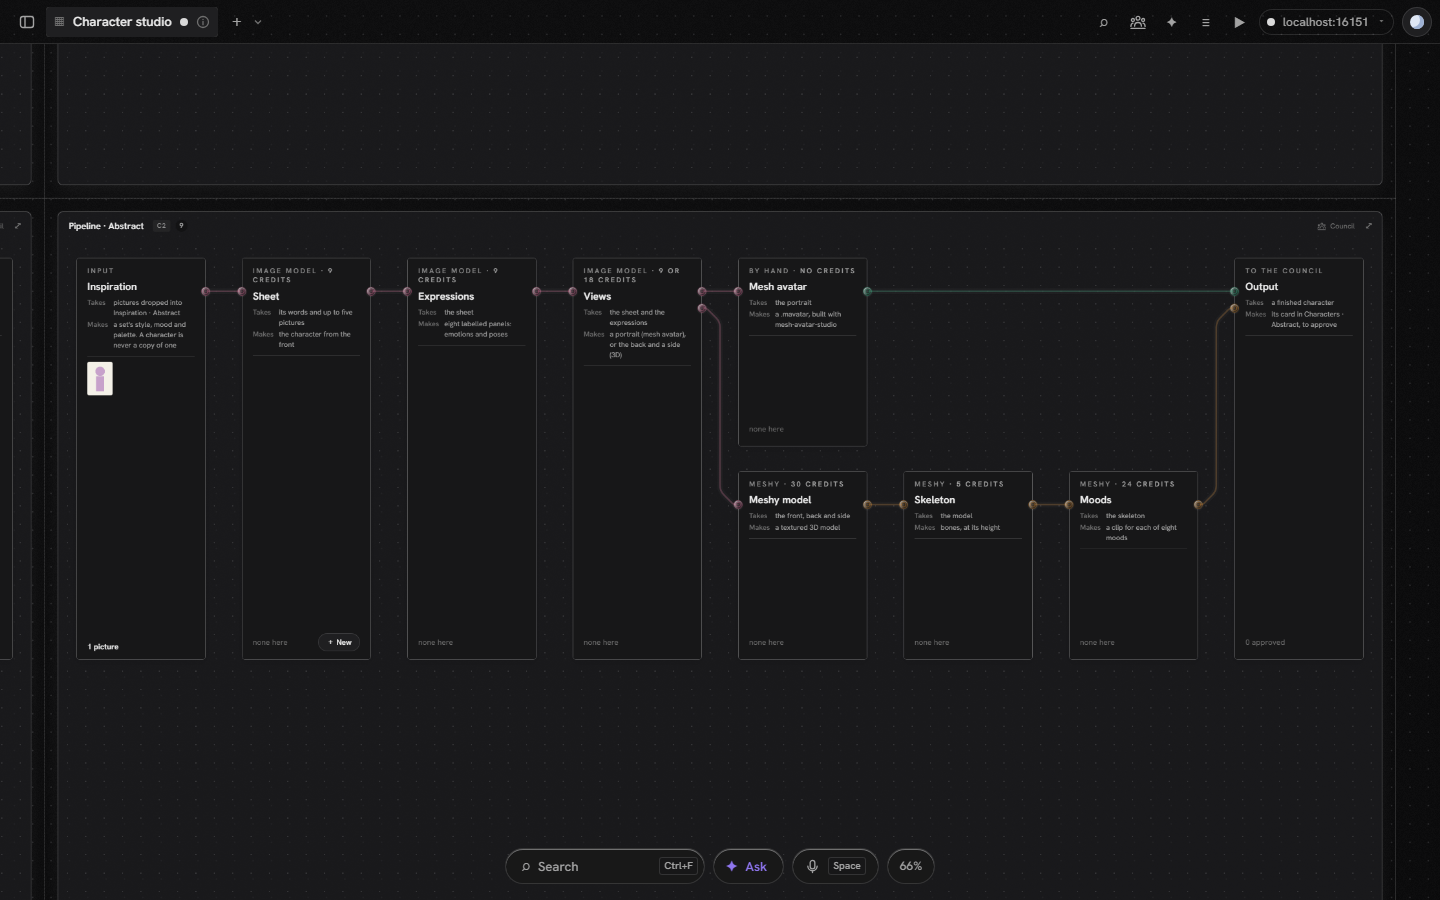 Character studio
localhost:16151
Pipeline · Abstract C2 9
Council
INPUT
Inspiration
Takes pictures dropped into
Inspiration · Abstract
Makes a set's style, mood and
palette. A character is
never a copy of one
1 picture
IMAGE MODEL · 9
CREDITS
Sheet
Takes its words and up to five
pictures
Makes the character from the
front
none here
+ New
IMAGE MODEL · 9
CREDITS
Expressions
Takes the sheet
Makes eight labelled panels:
emotions and poses
none here
IMAGE MODEL · 9 OR
18 CREDITS
Views
Takes the sheet and the
expressions
Makes a portrait (mesh avatar),
or the back and a side
(3D)
none here
BY HAND · NO CREDITS
Mesh avatar
Takes the portrait
Makes a .mavatar, built with
mesh-avatar-studio
none here
MESHY · 30 CREDITS
Meshy model
Takes the front, back and side
Makes a textured 3D model
none here
MESHY · 5 CREDITS
Skeleton
Takes the model
Makes bones, at its height
none here
MESHY · 24 CREDITS
Moods
Takes the skeleton
Makes a clip for each of eight
moods
none here
TO THE COUNCIL
Output
Takes a finished character
Makes its card in Characters ·
Abstract, to approve
0 approved
Search Ctrl+F
Ask
Space
66%